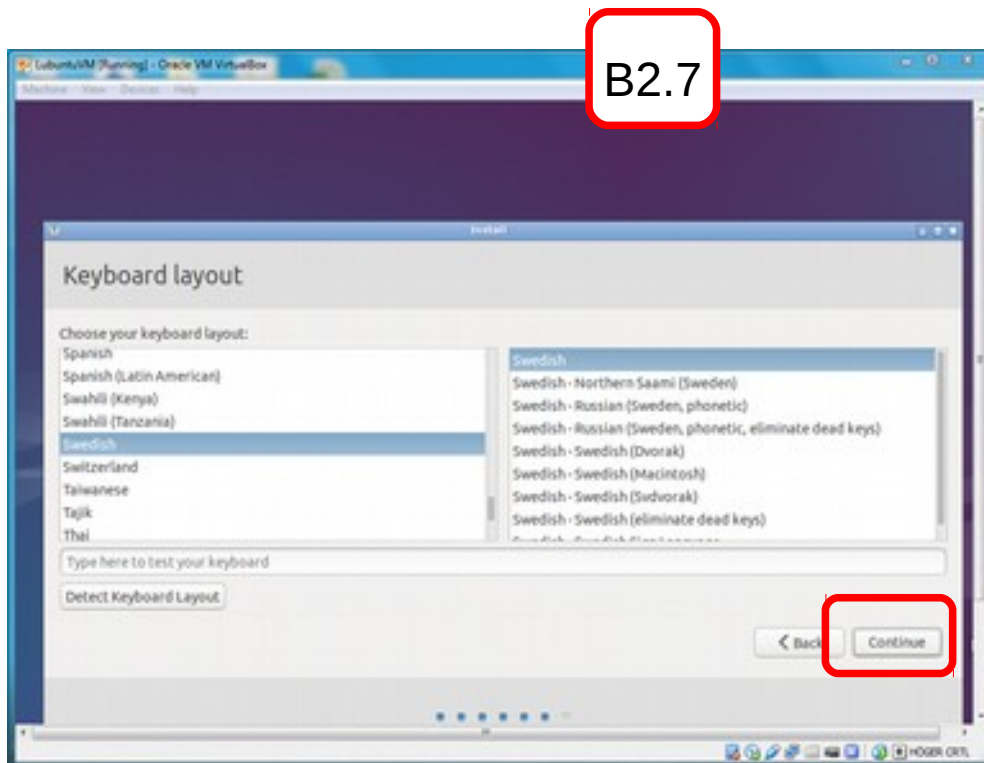 B2.7
LubuntuVM [Running] - Oracle VM VirtualBox
Machine View Devices Help
Install
Keyboard layout
Choose your keyboard layout:
Spanish
Spanish (Latin American)
Swahili (Kenya)
Swahili (Tanzania)
Swedish
Switzerland
Taiwanese
Tajik
Thai
Swedish
Swedish - Northern Saami (Sweden)
Swedish - Russian (Sweden, phonetic)
Swedish - Russian (Sweden, phonetic, eliminate dead keys)
Swedish - Swedish (Dvorak)
Swedish - Swedish (Macintosh)
Swedish - Swedish (Svdvorak)
Swedish - Swedish (eliminate dead keys)
Type here to test your keyboard
Detect Keyboard Layout
Back
Continue
HÖGER CRTL